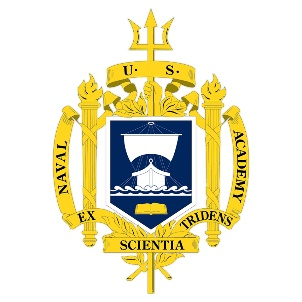 U. S.
NAVAL
ACADEMY
EX
SCIENTIA
TRIDENS